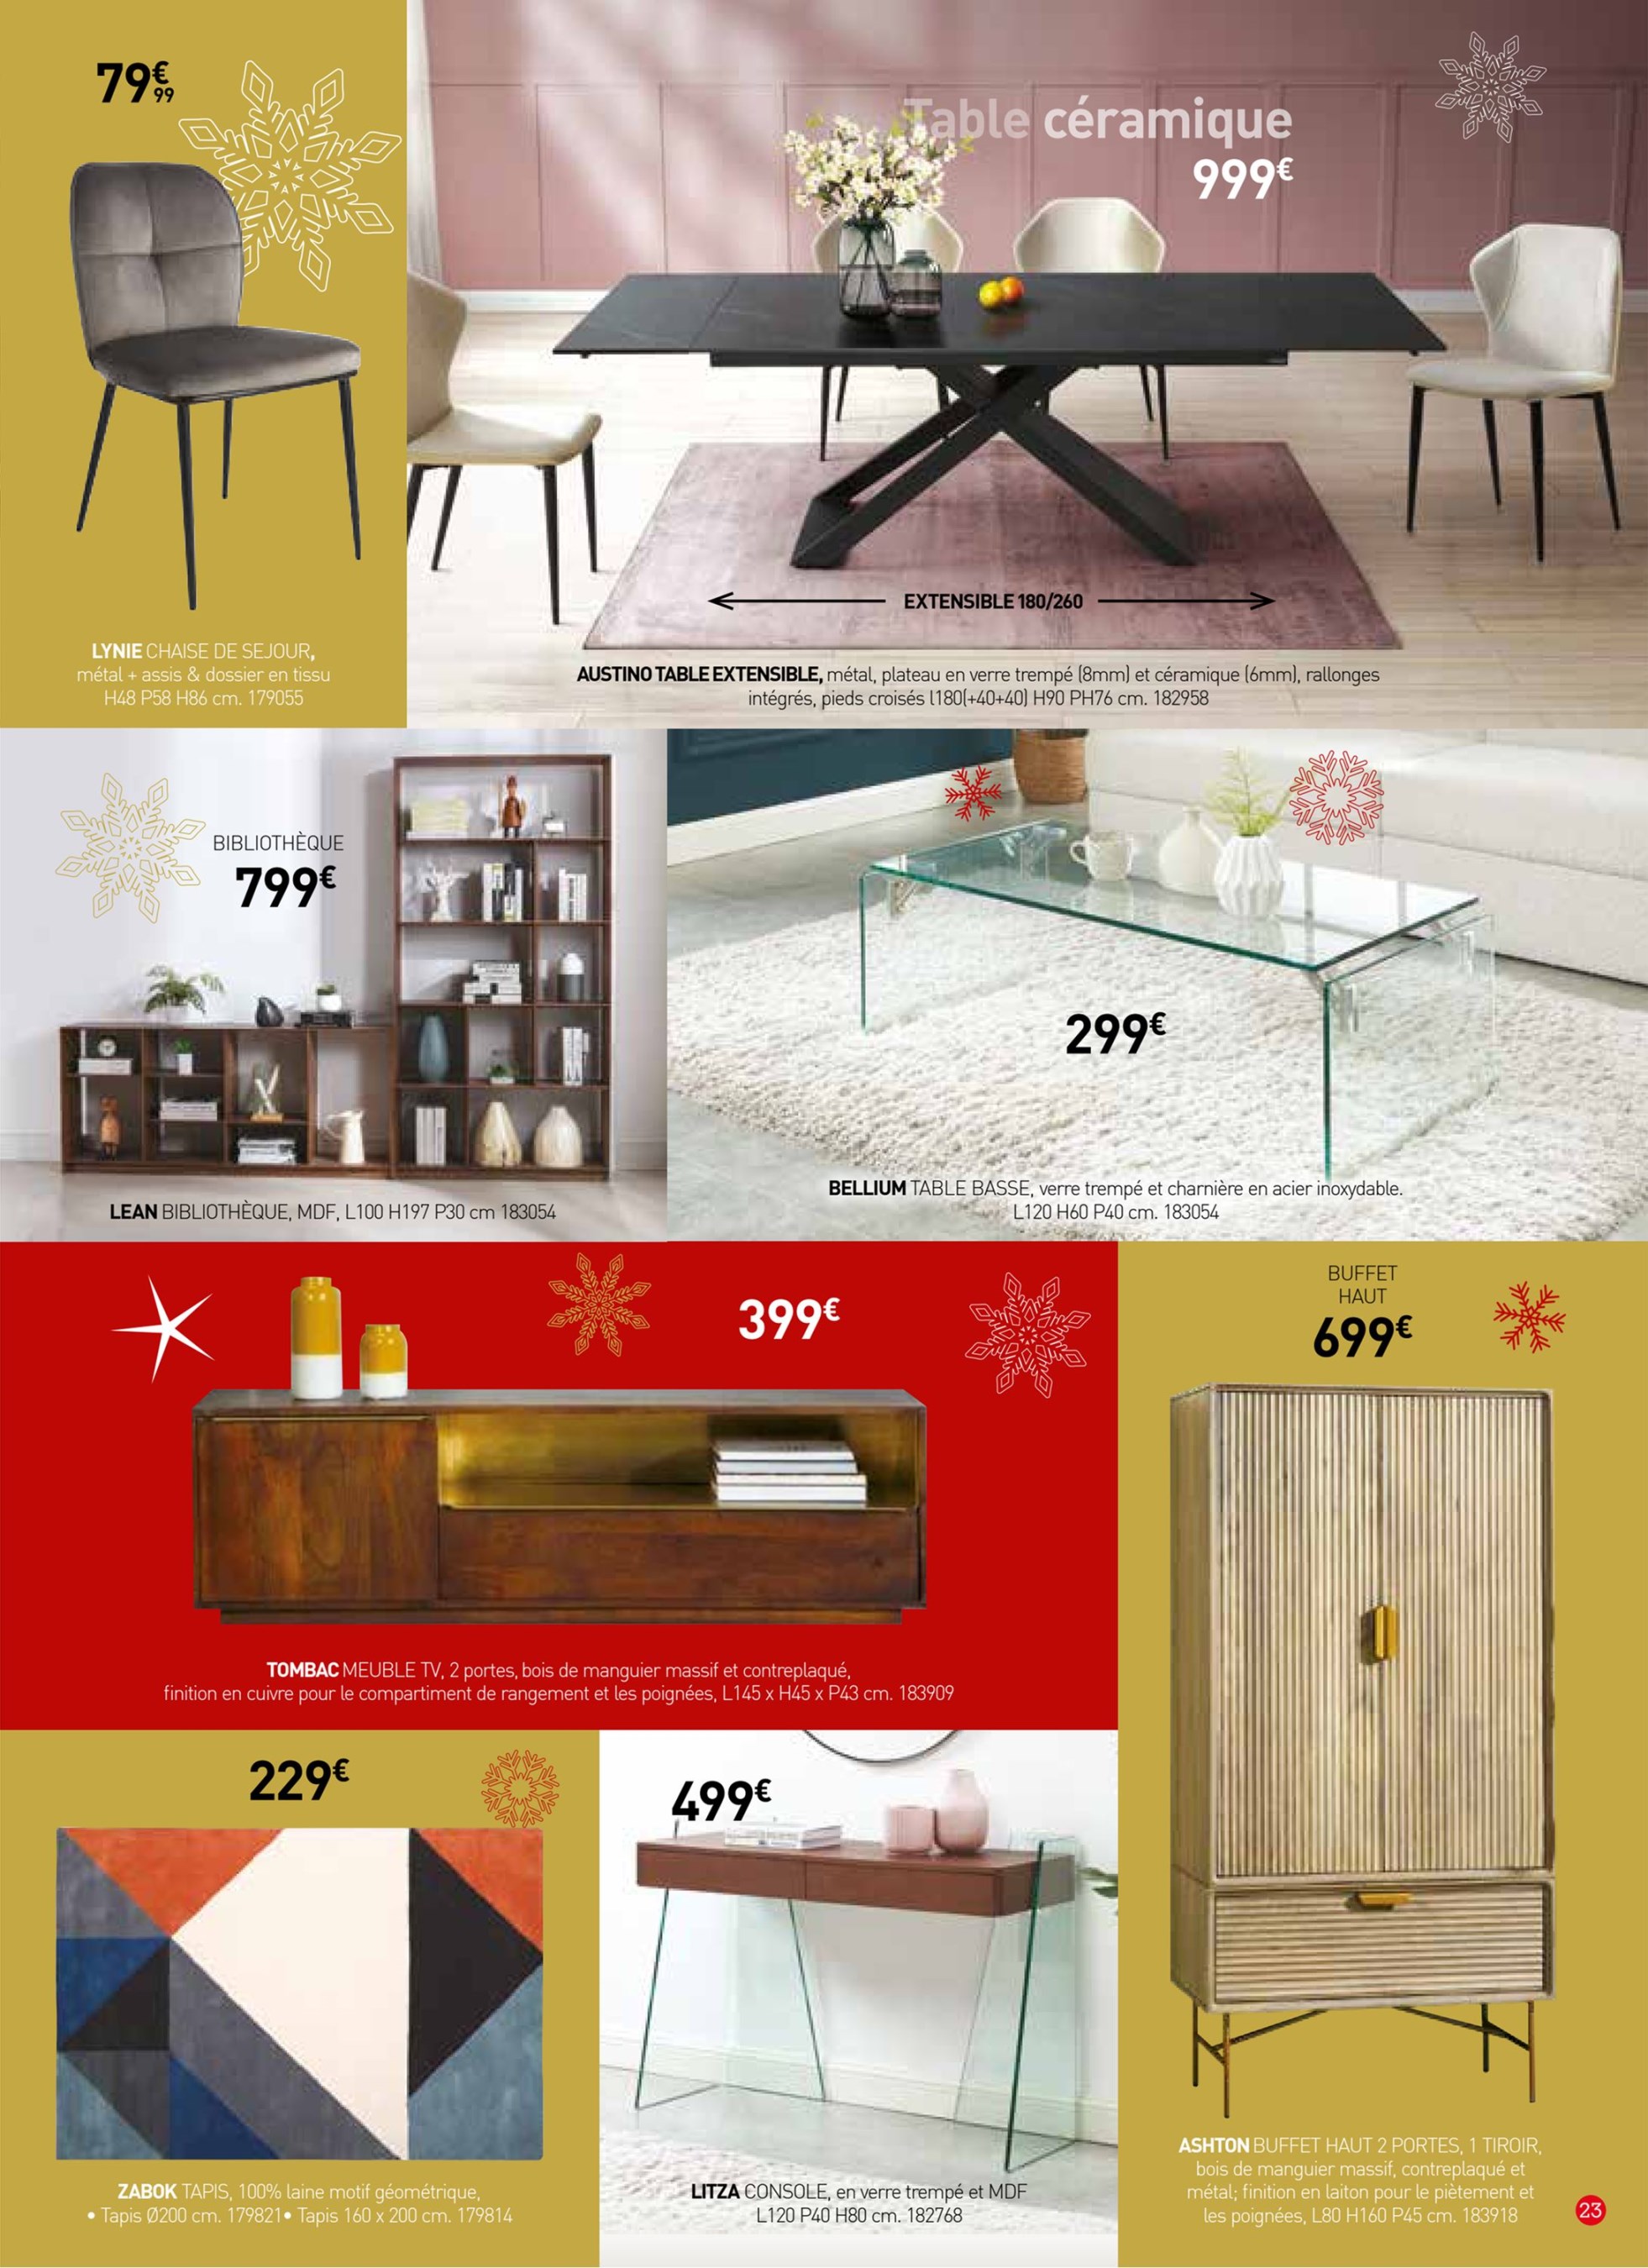 79€99
LYNIE CHAISE DE SEJOUR,
métal + assis & dossier en tissu
H48 P58 H86 cm. 179055
Table céramique
999€
EXTENSIBLE 180/260
AUSTINO TABLE EXTENSIBLE, métal, plateau en verre trempé (8mm) et céramique (6mm), rallonges
intégrés, pieds croisés l180(+40+40) H90 PH76 cm. 182958
BIBLIOTHÈQUE
799€
LEAN BIBLIOTHÈQUE, MDF, L100 H197 P30 cm 183054
299€
BELLIUM TABLE BASSE, verre trempé et charnière en acier inoxydable.
L120 H60 P40 cm. 183054
399€
TOMBAC MEUBLE TV, 2 portes, bois de manguier massif et contreplaqué,
finition en cuivre pour le compartiment de rangement et les poignées, L145 x H45 x P43 cm. 183909
BUFFET
HAUT
699€
ASHTON BUFFET HAUT 2 PORTES, 1 TIROIR,
bois de manguier massif, contreplaqué et
métal; finition en laiton pour le piètement et
les poignées, L80 H160 P45 cm. 183918
229€
ZABOK TAPIS, 100% laine motif géométrique,
• Tapis Ø200 cm. 179821• Tapis 160 x 200 cm. 179814
499€
LITZA CONSOLE, en verre trempé et MDF
L120 P40 H80 cm. 182768
23